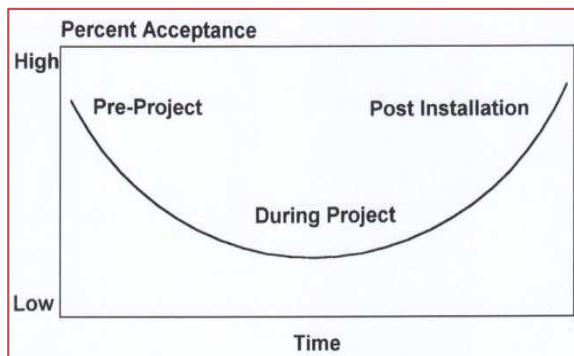 Percent Acceptance
High
Pre-Project
Post Installation
During Project
Low
Time